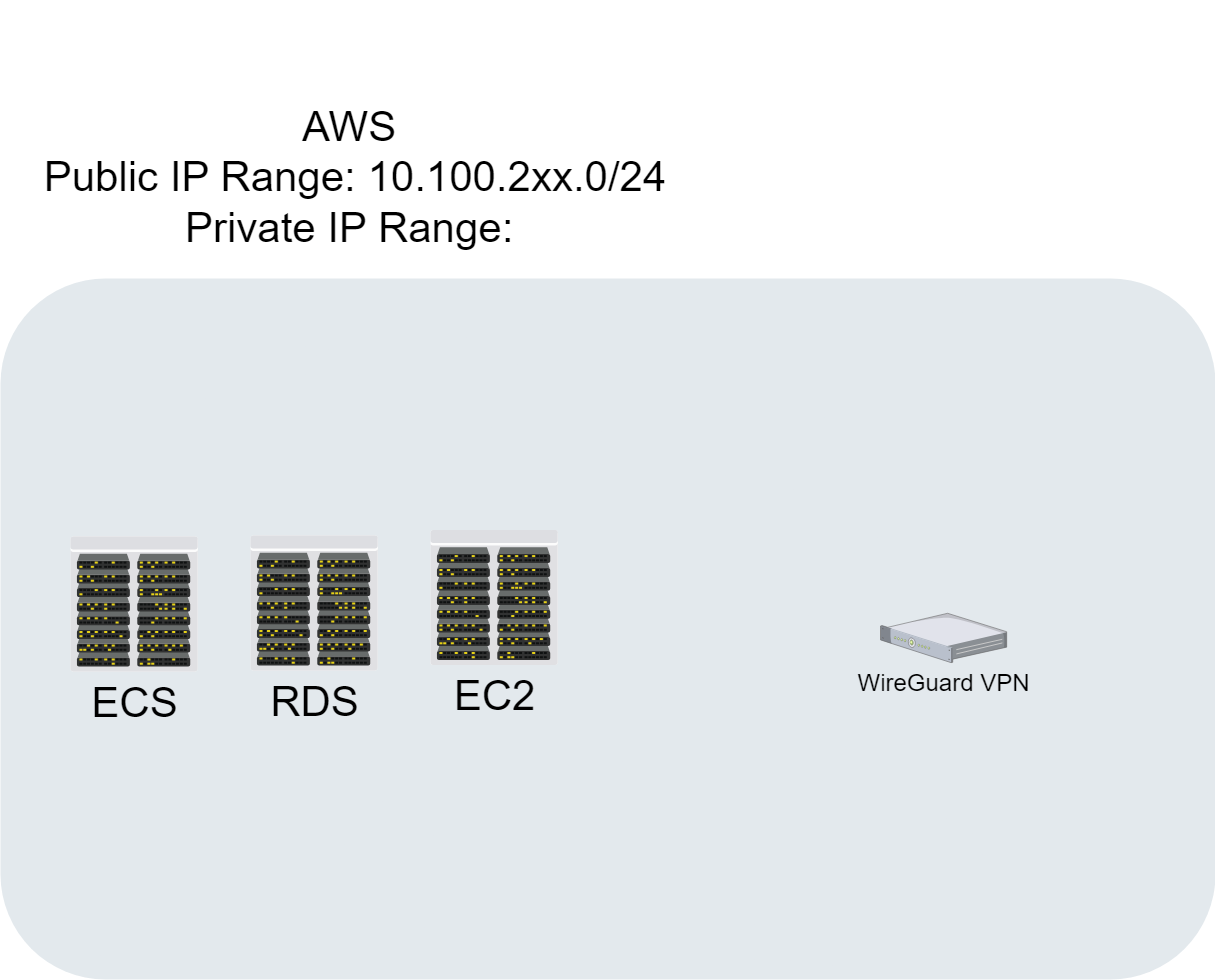 AWS
Public IP Range: 10.100.2xx.0/24
Private IP Range:
ECS
RDS
EC2
WireGuard VPN